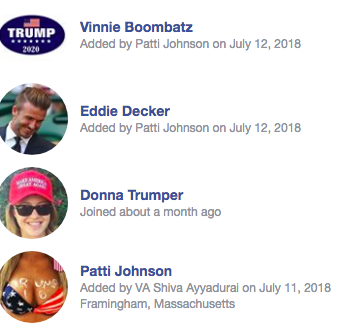 TRUMP
2020
Vinnie Boombatz
Added by Patti Johnson on July 12, 2018
Eddie Decker
Added by Patti Johnson on July 12, 2018
Donna Trumper
Joined about a month ago
Patti Johnson
Added by VA Shiva Ayyadurai on July 11, 2018
Framingham, Massachusetts